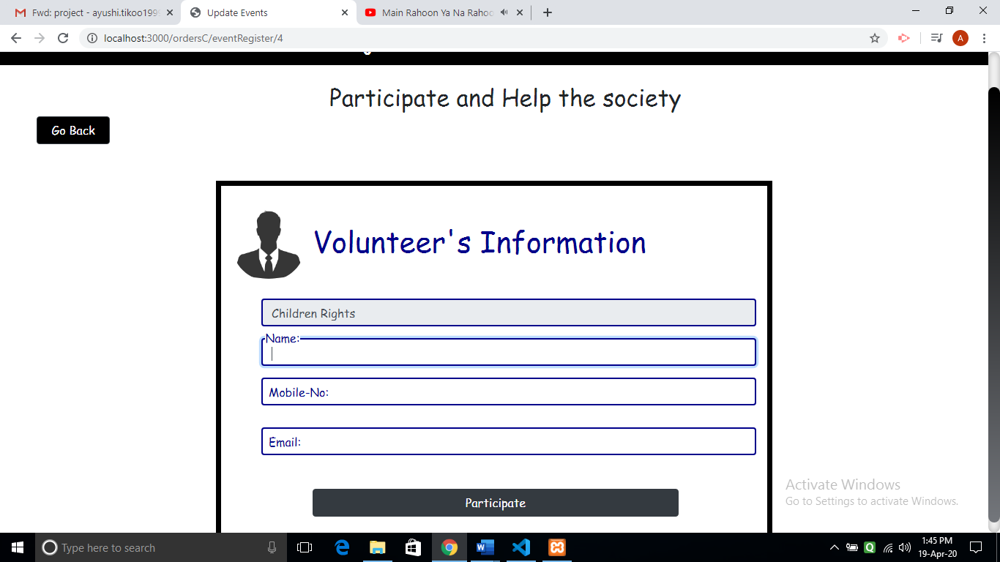 Fwd: project - ayushi.tikoo199
Update Events
Main Rahoon Ya Na Rahoo
localhost:3000/ordersC/eventRegister/4
A
Participate and Help the society
Go Back
Volunteer's Information
Children Rights
Name:
Mobile-No:
Email:
Participate
Activate Windows
Go to Settings to activate Windows.
Type here to search
1:45 PM
19-Apr-20